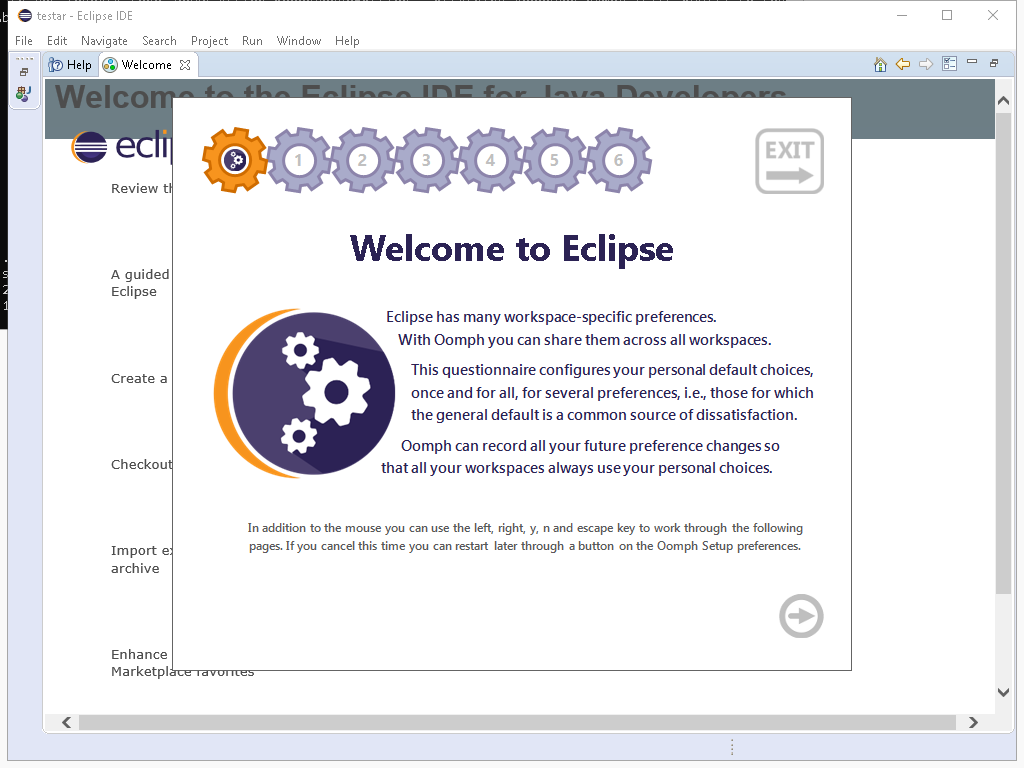 testar - Eclipse IDE
File Edit Navigate Search Project Run Window Help
Help Welcome
Welcome to the Eclipse IDE for Java Developers
ecli
Review th
A guided
Eclipse
Create a
Checkout
Import ex
archive
Enhance
Marketplace favorites
1 2 3 4 5 6
EXIT
Welcome to Eclipse
Eclipse has many workspace-specific preferences.
With Oomph you can share them across all workspaces.
This questionnaire configures your personal default choices,
once and for all, for several preferences, i.e., those for which
the general default is a common source of dissatisfaction.
Oomph can record all your future preference changes so
that all your workspaces always use your personal choices.
In addition to the mouse you can use the left, right, y, n and escape key to work through the following
pages. If you cancel this time you can restart later through a button on the Oomph Setup preferences.